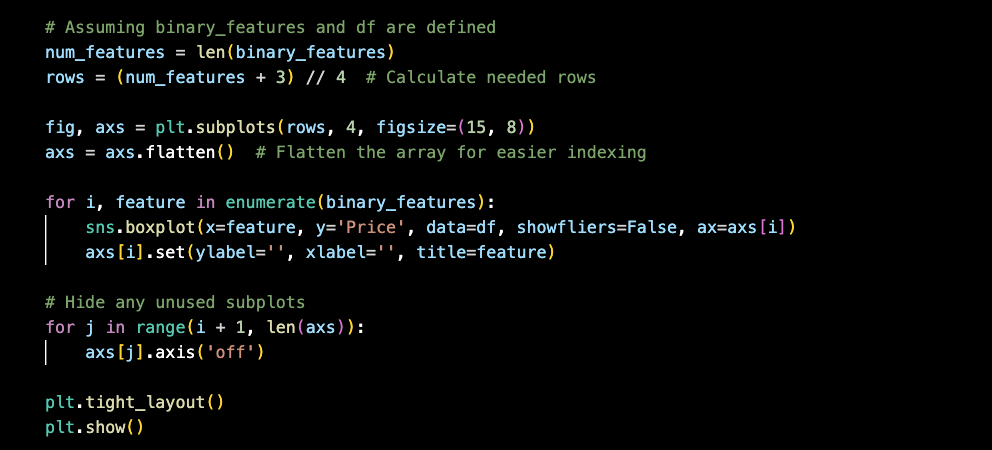 # Assuming binary_features and df are defined
num_features = len(binary_features)
rows = (num_features + 3) // 4  # Calculate needed rows
fig, axs = plt.subplots(rows, 4, figsize=(15, 8))
axs = axs.flatten()  # Flatten the array for easier indexing
for i, feature in enumerate(binary_features):
    sns.boxplot(x=feature, y='Price', data=df, showfliers=False, ax=axs[i])
    axs[i].set(ylabel='', xlabel='', title=feature)
# Hide any unused subplots
for j in range(i + 1, len(axs)):
    axs[j].axis('off')
plt.tight_layout()
plt.show()